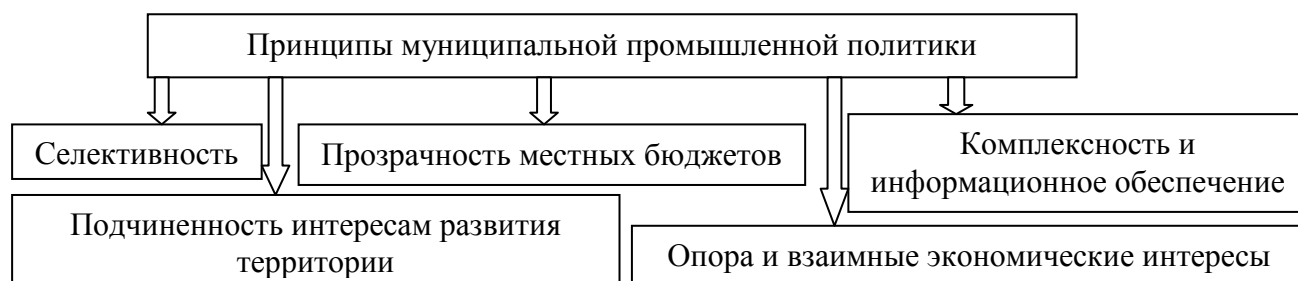 Принципы муниципальной промышленной политики
Селективность
Прозрачность местных бюджетов
Комплексность и
информационное обеспечение
Подчиненность интересам развития
территории
Опора и взаимные экономические интересы